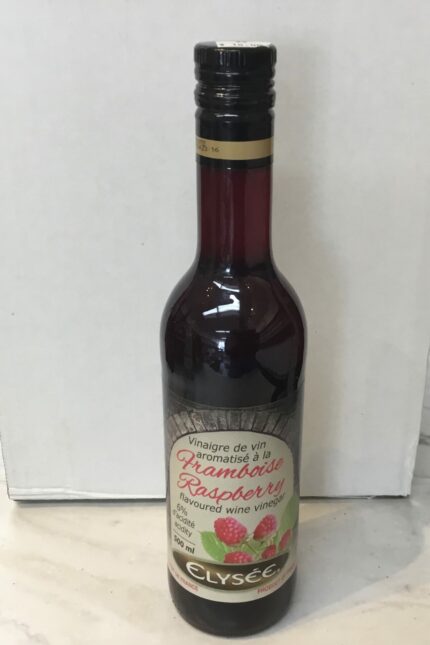 Vinaigre de vin
aromatisé à la
Framboise
Raspberry
flavoured wine vinegar
6%
d'acidité
acidity
500 ml
ELYSÉE